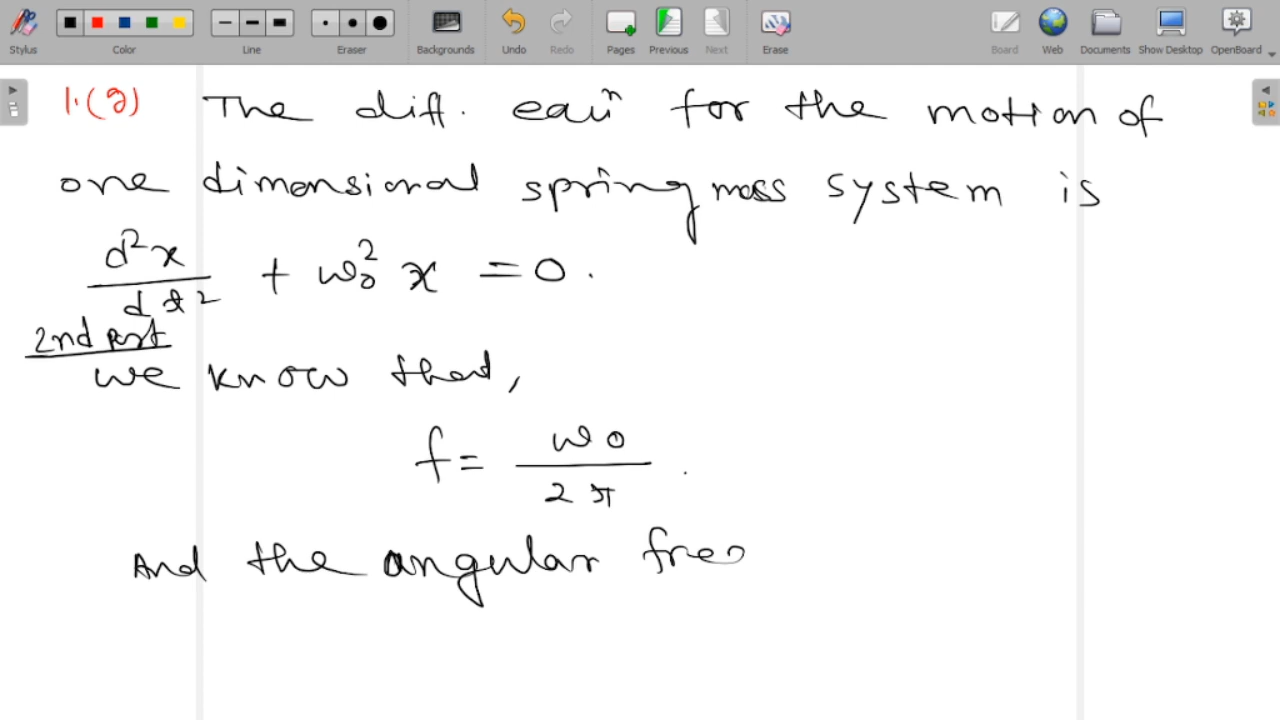 Stylus
Color
Line
Eraser
Backgrounds
Undo
Redo
Pages
Previous
Next
Erase
Board
Web
Documents
Show Desktop
OpenBoard
1.(g) The diff. eqⁿ for the motion of
one dimensional spring mass system is
d²x/dt² + ω₀² x = 0.
2nd part
we know that,
f = ω₀/2π.
And the angular freq